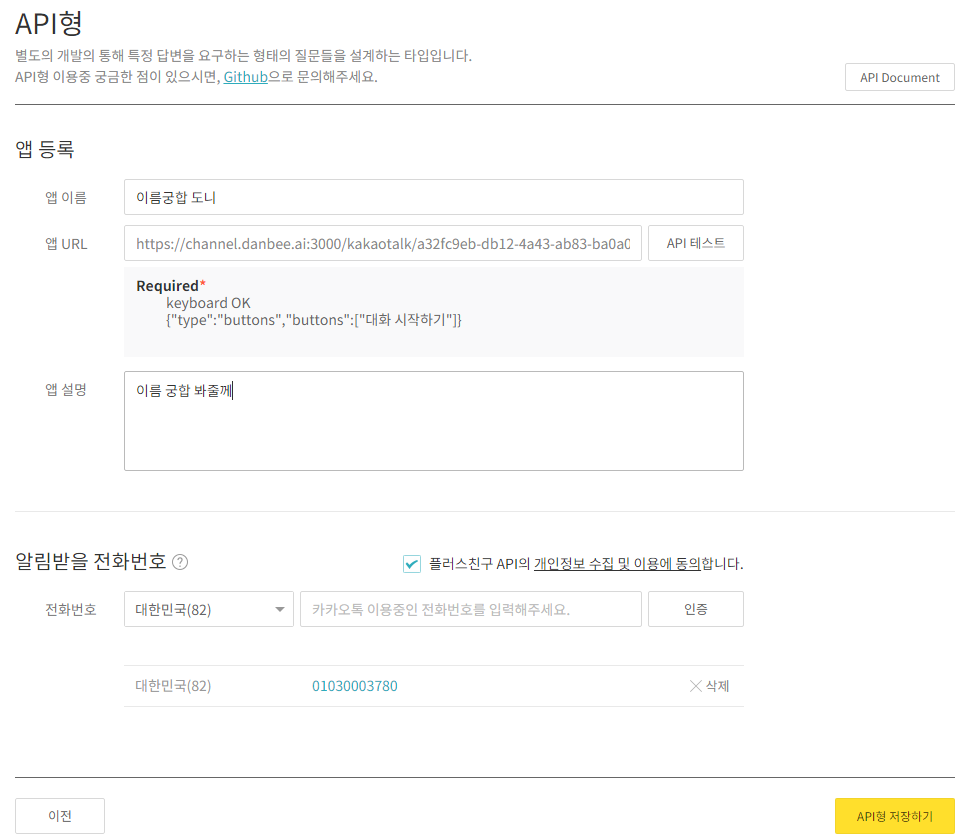 API형
별도의 개발의 통해 특정 답변을 요구하는 형태의 질문들을 설계하는 타입입니다.
API형 이용중 궁금한 점이 있으시면, Github으로 문의해주세요.
API Document
앱 등록
앱 이름
이름궁합 도니
앱 URL
https://channel.danbee.ai:3000/kakaotalk/a32fc9eb-db12-4a43-ab83-ba0a0
API 테스트
Required*
keyboard OK
{"type":"buttons","buttons":["대화 시작하기"]}
앱 설명
이름 궁합 봐줄께
알림받을 전화번호 ?
플러스친구 API의 개인정보 수집 및 이용에 동의합니다.
전화번호
대한민국(82)
카카오톡 이용중인 전화번호를 입력해주세요.
인증
대한민국(82)
01030003780
삭제
이전
API형 저장하기